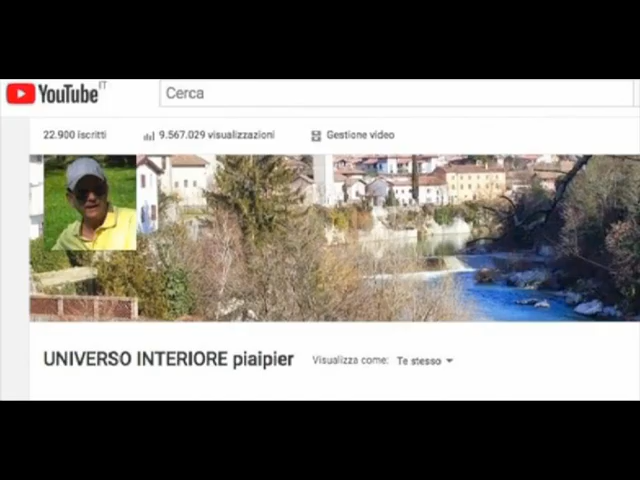 YouTube IT
Cerca
22.900 iscritti 9.567.029 visualizzazioni Gestione video
UNIVERSO INTERIORE piaipier Visualizza come: Te stesso